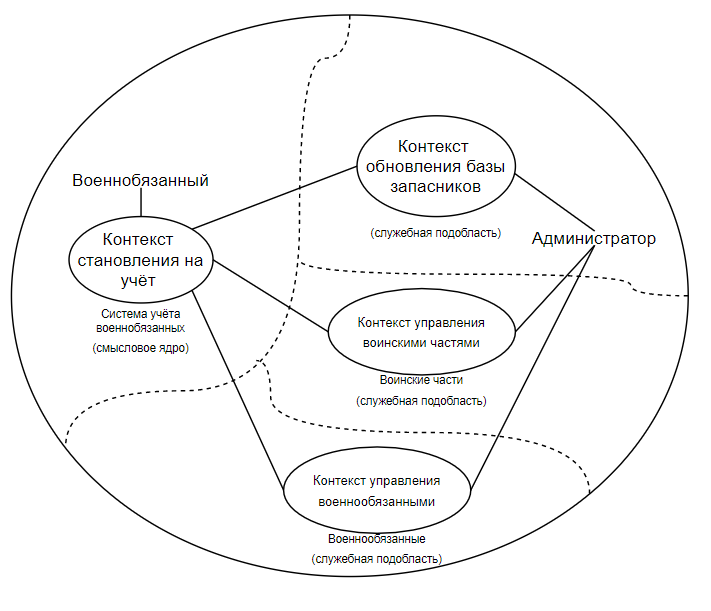 Контекст
обновления базы
запасников
(служебная подобласть)
Военнобязанный
Контекст
становления на
учёт
Система учёта
военнобязанных
(смысловое ядро)
Администратор
Контекст управления
воинскими частями
Воинские части
(служебная подобласть)
Контекст управления
военнообязанными
Военнообязанные
(служебная подобласть)